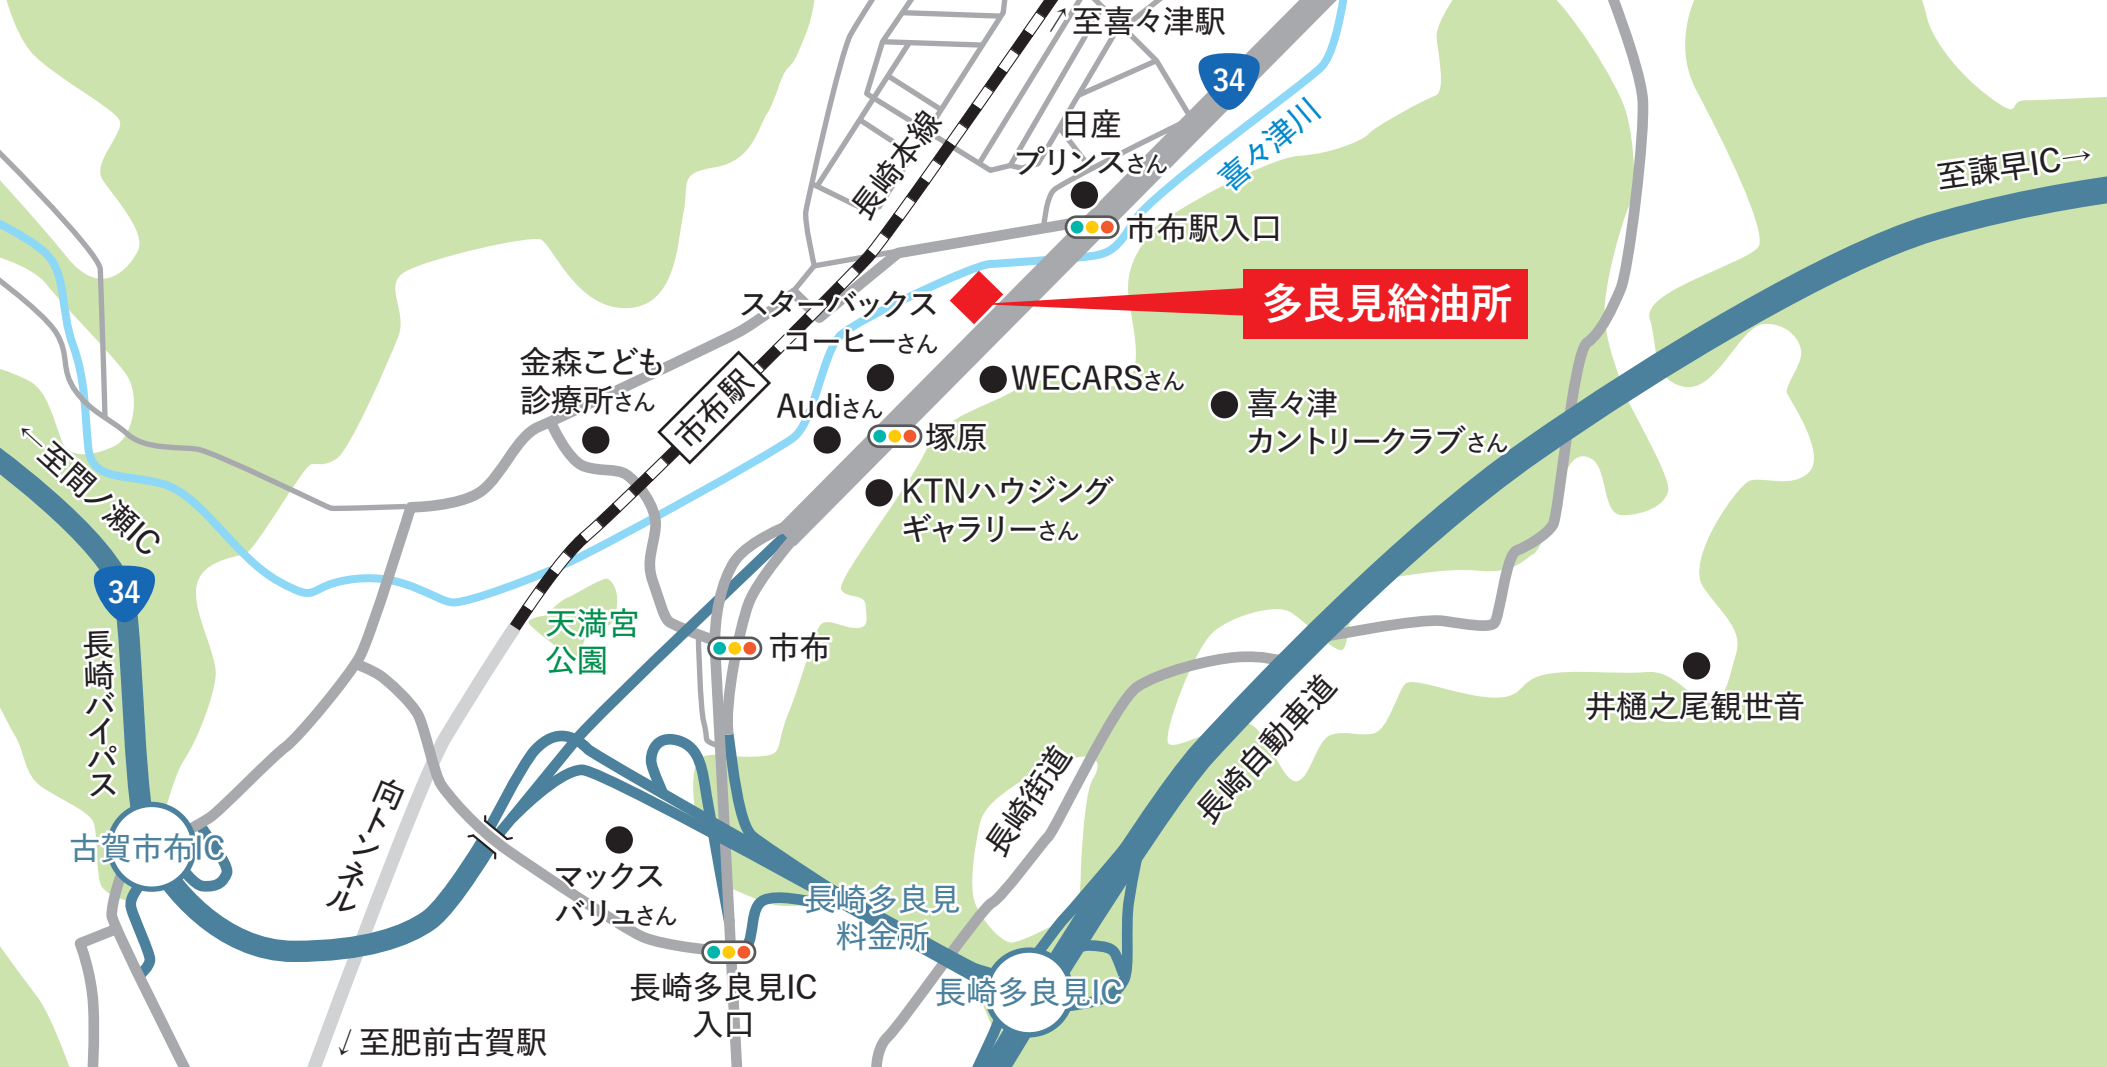 ↗至喜々津駅
34
長崎本線
日産
プリンスさん
喜々津川
至諫早IC→
市布駅入口
スターバックス
コーヒーさん
多良見給油所
金森こども
診療所さん
市布駅
Audiさん
WECARSさん
喜々津
カントリークラブさん
塚原
←至間ノ瀬IC
KTNハウジング
ギャラリーさん
34
長崎バイパス
天満宮
公園
市布
井樋之尾観世音
長崎自動車道
長崎街道
向トンネル
古賀市布IC
マックス
バリュさん
長崎多良見
料金所
長崎多良見IC
入口
長崎多良見IC
↙至肥前古賀駅